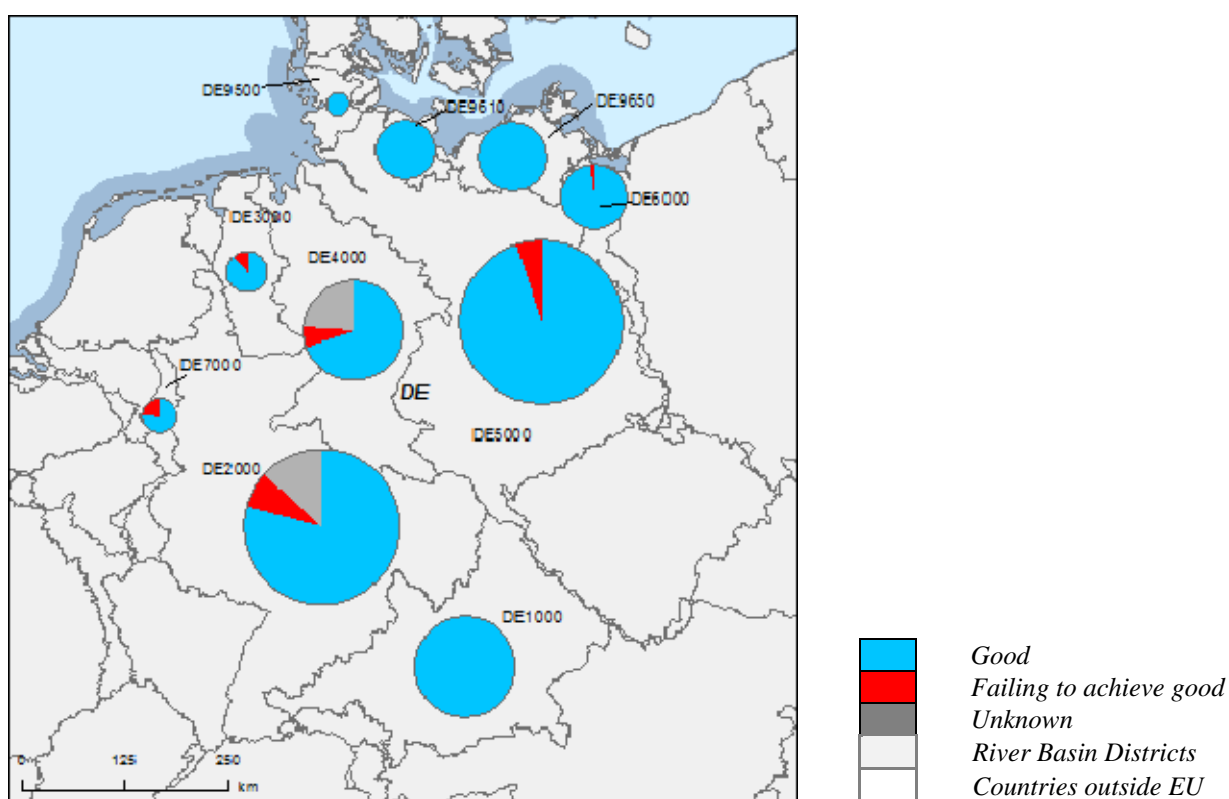 DE9500
DE9610
DE9650
DE6000
DE3000
DE4000
DE7000
DE
DE5000
DE2000
DE1000
0 125 250
km
Good
Failing to achieve good
Unknown
River Basin Districts
Countries outside EU